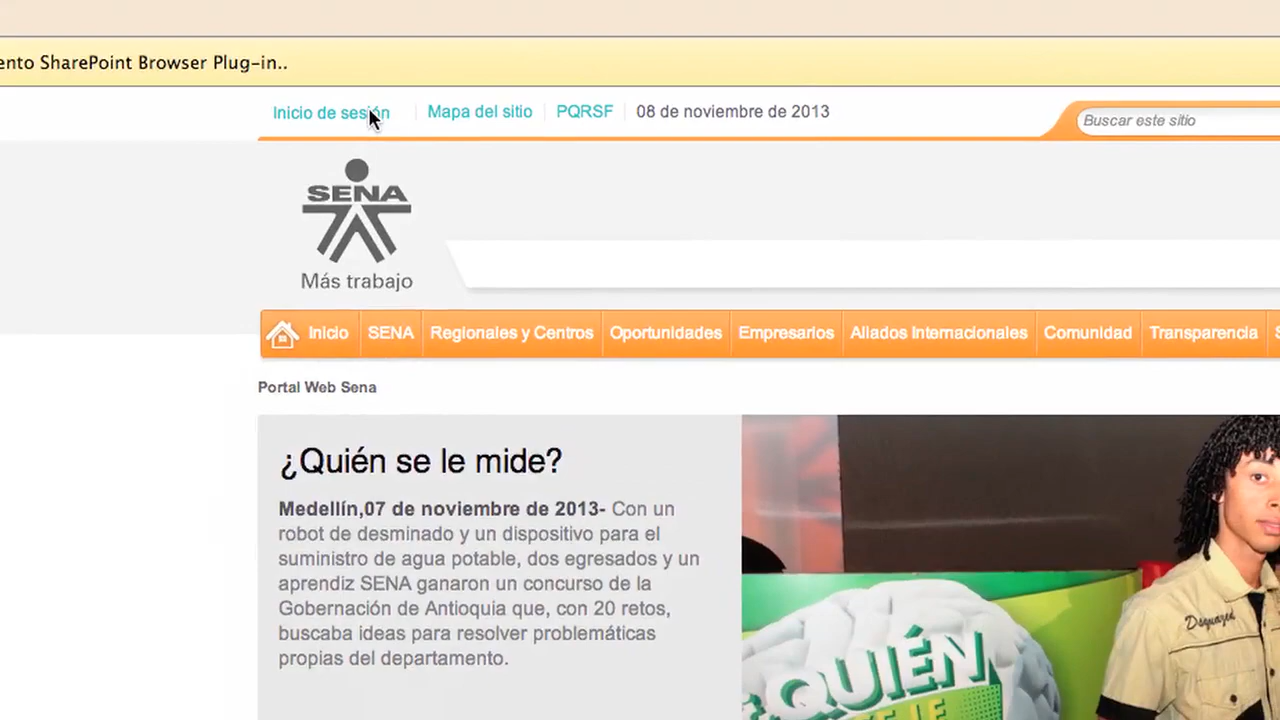 ento SharePoint Browser Plug-in..
Inicio de sesión Mapa del sitio PQRSF 08 de noviembre de 2013 Buscar este sitio
SENA
Más trabajo
Inicio SENA Regionales y Centros Oportunidades Empresarios Aliados Internacionales Comunidad Transparencia S
Portal Web Sena
¿Quién se le mide?
Medellín,07 de noviembre de 2013- Con un
robot de desminado y un dispositivo para el
suministro de agua potable, dos egresados y un
aprendiz SENA ganaron un concurso de la
Gobernación de Antioquia que, con 20 retos,
buscaba ideas para resolver problemáticas
propias del departamento.
Dsquazed
¿QUIÉN
SE LE